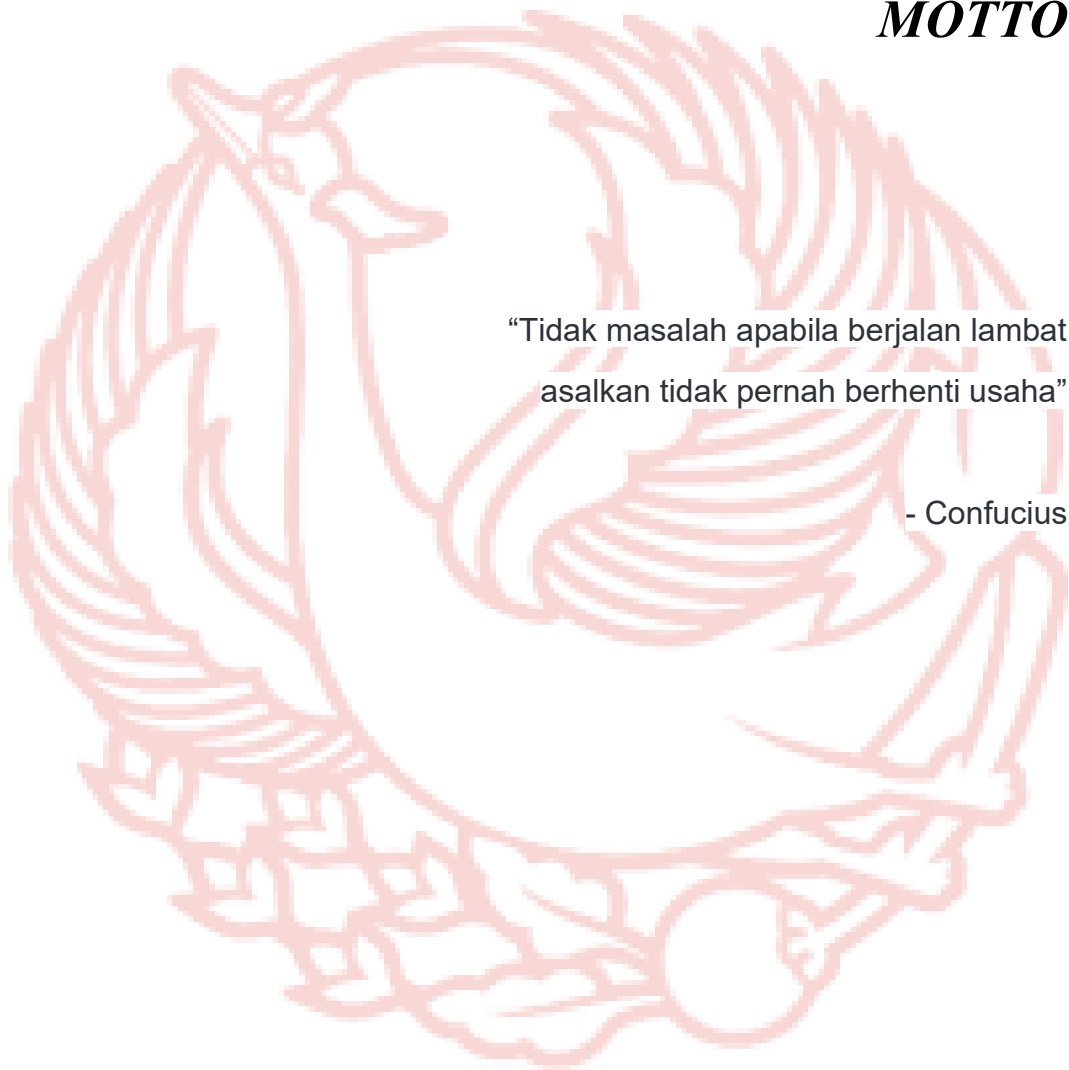 MOTTO
“Tidak masalah apabila berjalan lambat
asalkan tidak pernah berhenti usaha”
- Confucius